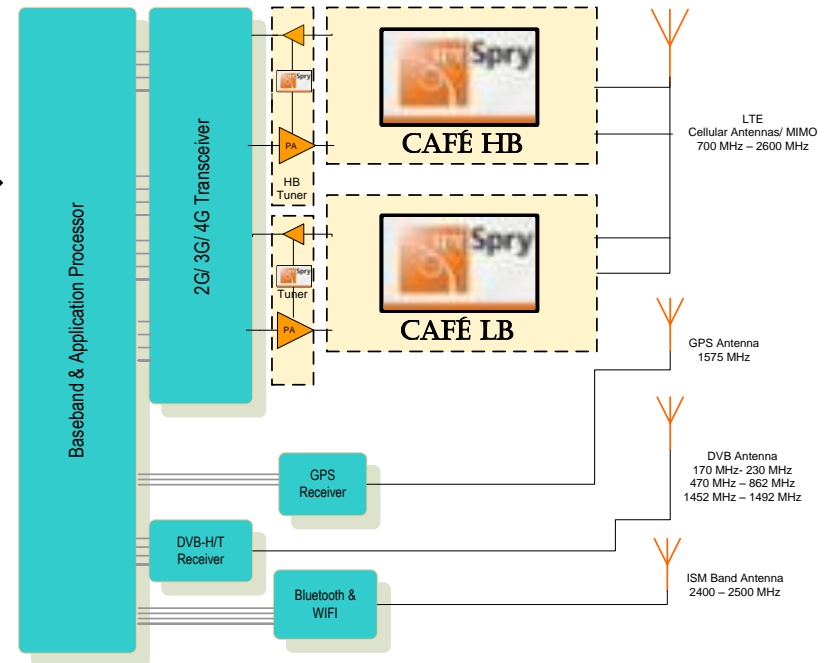 Baseband & Application Processor
2G/ 3G/ 4G Transceiver
Spry
PA
HB
Tuner
Spry
CAFÉ HB
Spry
Tuner
PA
Spry
CAFÉ LB
LTE
Cellular Antennas/ MIMO
700 MHz – 2600 MHz
GPS Antenna
1575 MHz
GPS
Receiver
DVB Antenna
170 MHz- 230 MHz
470 MHz – 862 MHz
1452 MHz – 1492 MHz
DVB-H/T
Receiver
Bluetooth &
WIFI
ISM Band Antenna
2400 – 2500 MHz